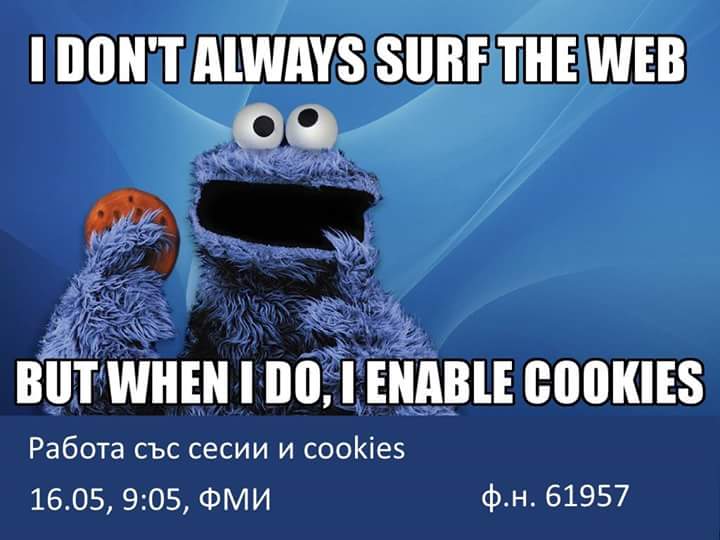 I DON'T ALWAYS SURF THE WEB
BUT WHEN I DO, I ENABLE COOKIES
Работа със сесии и cookies
16.05, 9:05, ФМИ
ф.н. 61957